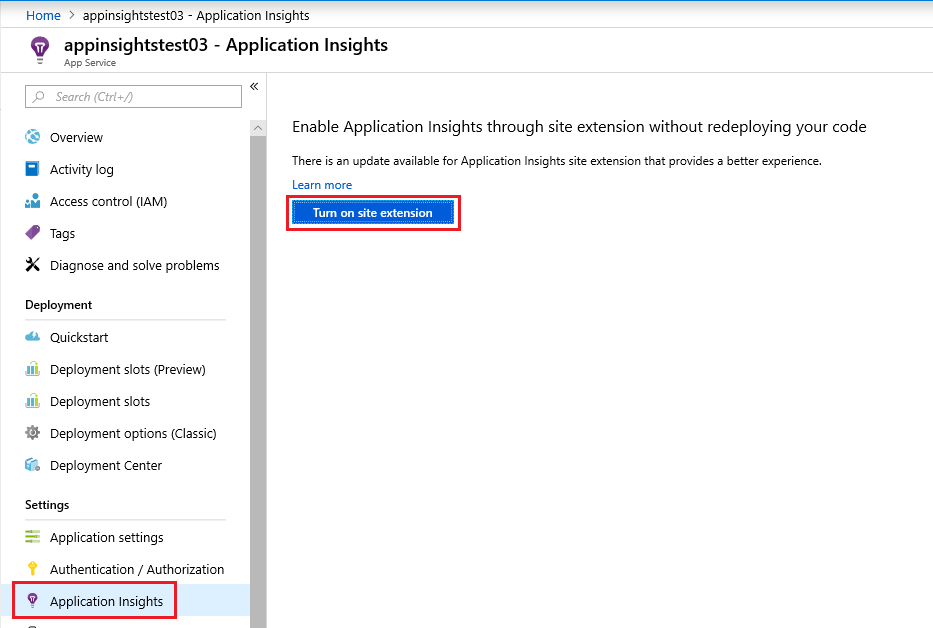 Home > appinsightstest03 - Application Insights
appinsightstest03 - Application Insights
App Service
Search (Ctrl+/)
«
Overview
Activity log
Access control (IAM)
Tags
Diagnose and solve problems
Deployment
Quickstart
Deployment slots (Preview)
Deployment slots
Deployment options (Classic)
Deployment Center
Settings
Application settings
Authentication / Authorization
Application Insights
Enable Application Insights through site extension without redeploying your code
There is an update available for Application Insights site extension that provides a better experience.
Learn more
Turn on site extension